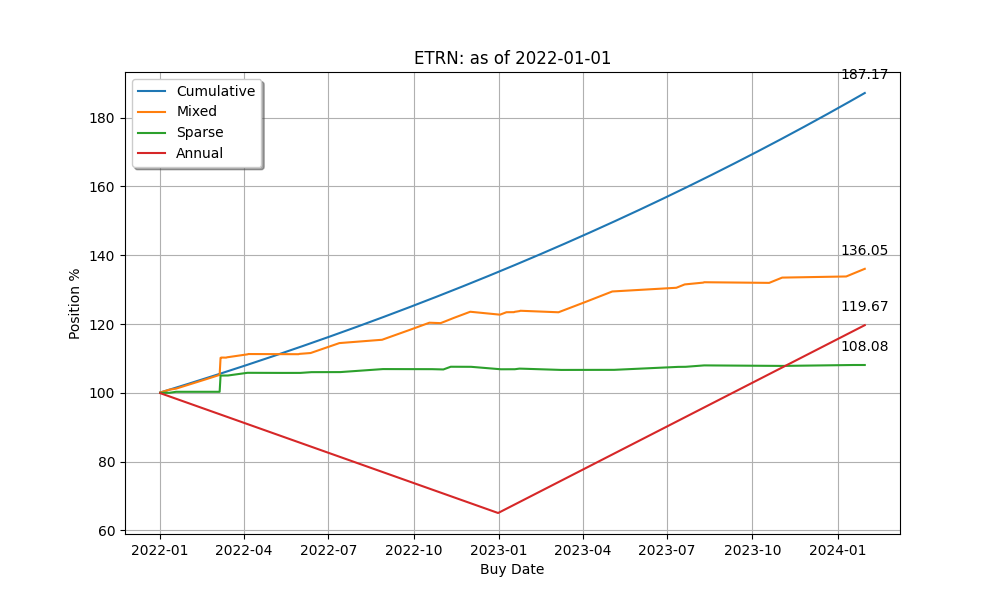 ETRN: as of 2022-01-01
Cumulative
Mixed
Sparse
Annual
187.17
136.05
119.67
108.08
Position %
180
160
140
120
100
80
60
2022-01 2022-04 2022-07 2022-10 2023-01 2023-04 2023-07 2023-10 2024-01
Buy Date